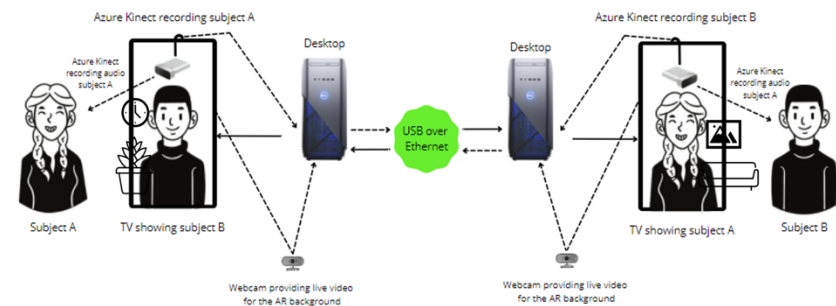 Azure Kinect recording subject A
Azure Kinect recording subject B
Desktop
Desktop
Azure Kinect
recording audio
subject A
Azure Kinect
recording audio
subject A
USB over
Ethernet
Subject A
TV showing subject B
TV showing subject A
Subject B
Webcam providing live video
for the AR background
Webcam providing live video
for the AR background